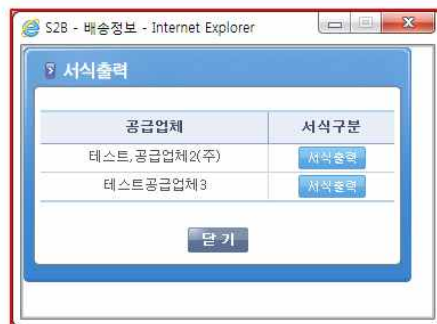 S2B - 배송정보 - Internet Explorer
서식출력
공급업체 서식구분
테스트,공급업체2(주) 서식출력
테스트공급업체3 서식출력
닫기